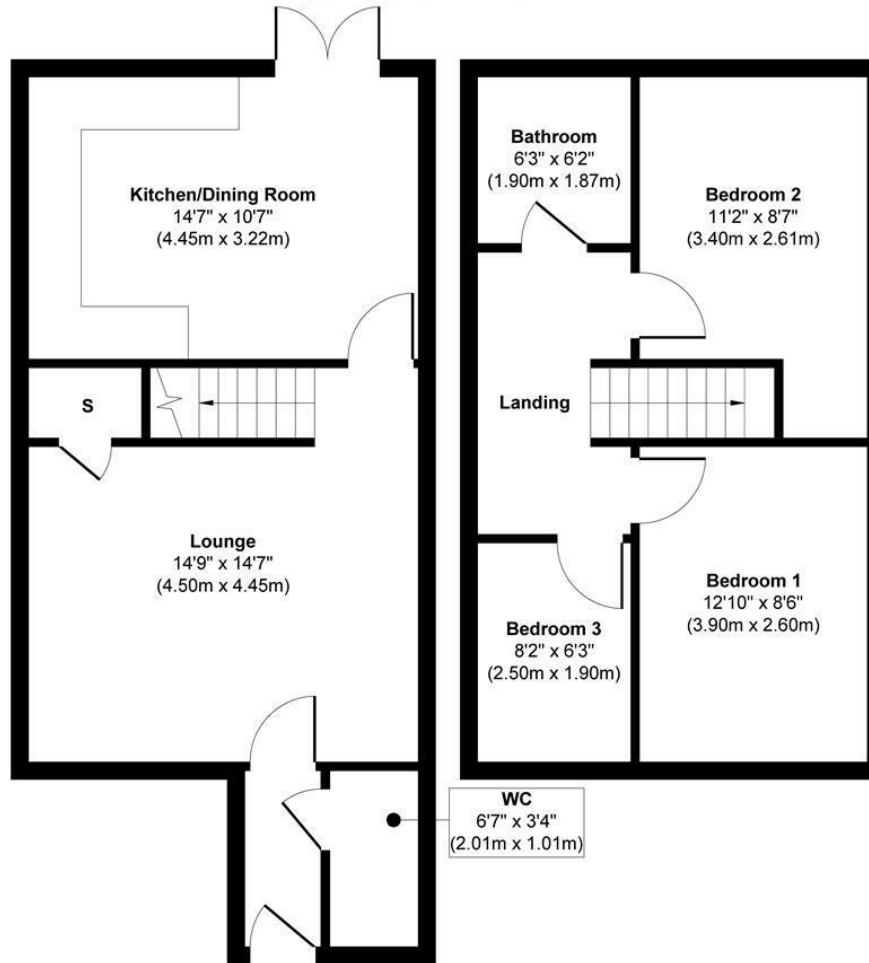 Kitchen/Dining Room
14'7" x 10'7"
(4.45m x 3.22m)
S
Lounge
14'9" x 14'7"
(4.50m x 4.45m)
WC
6'7" x 3'4"
(2.01m x 1.01m)
Bathroom
6'3" x 6'2"
(1.90m x 1.87m)
Bedroom 2
11'2" x 8'7"
(3.40m x 2.61m)
Landing
Bedroom 1
12'10" x 8'6"
(3.90m x 2.60m)
Bedroom 3
8'2" x 6'3"
(2.50m x 1.90m)